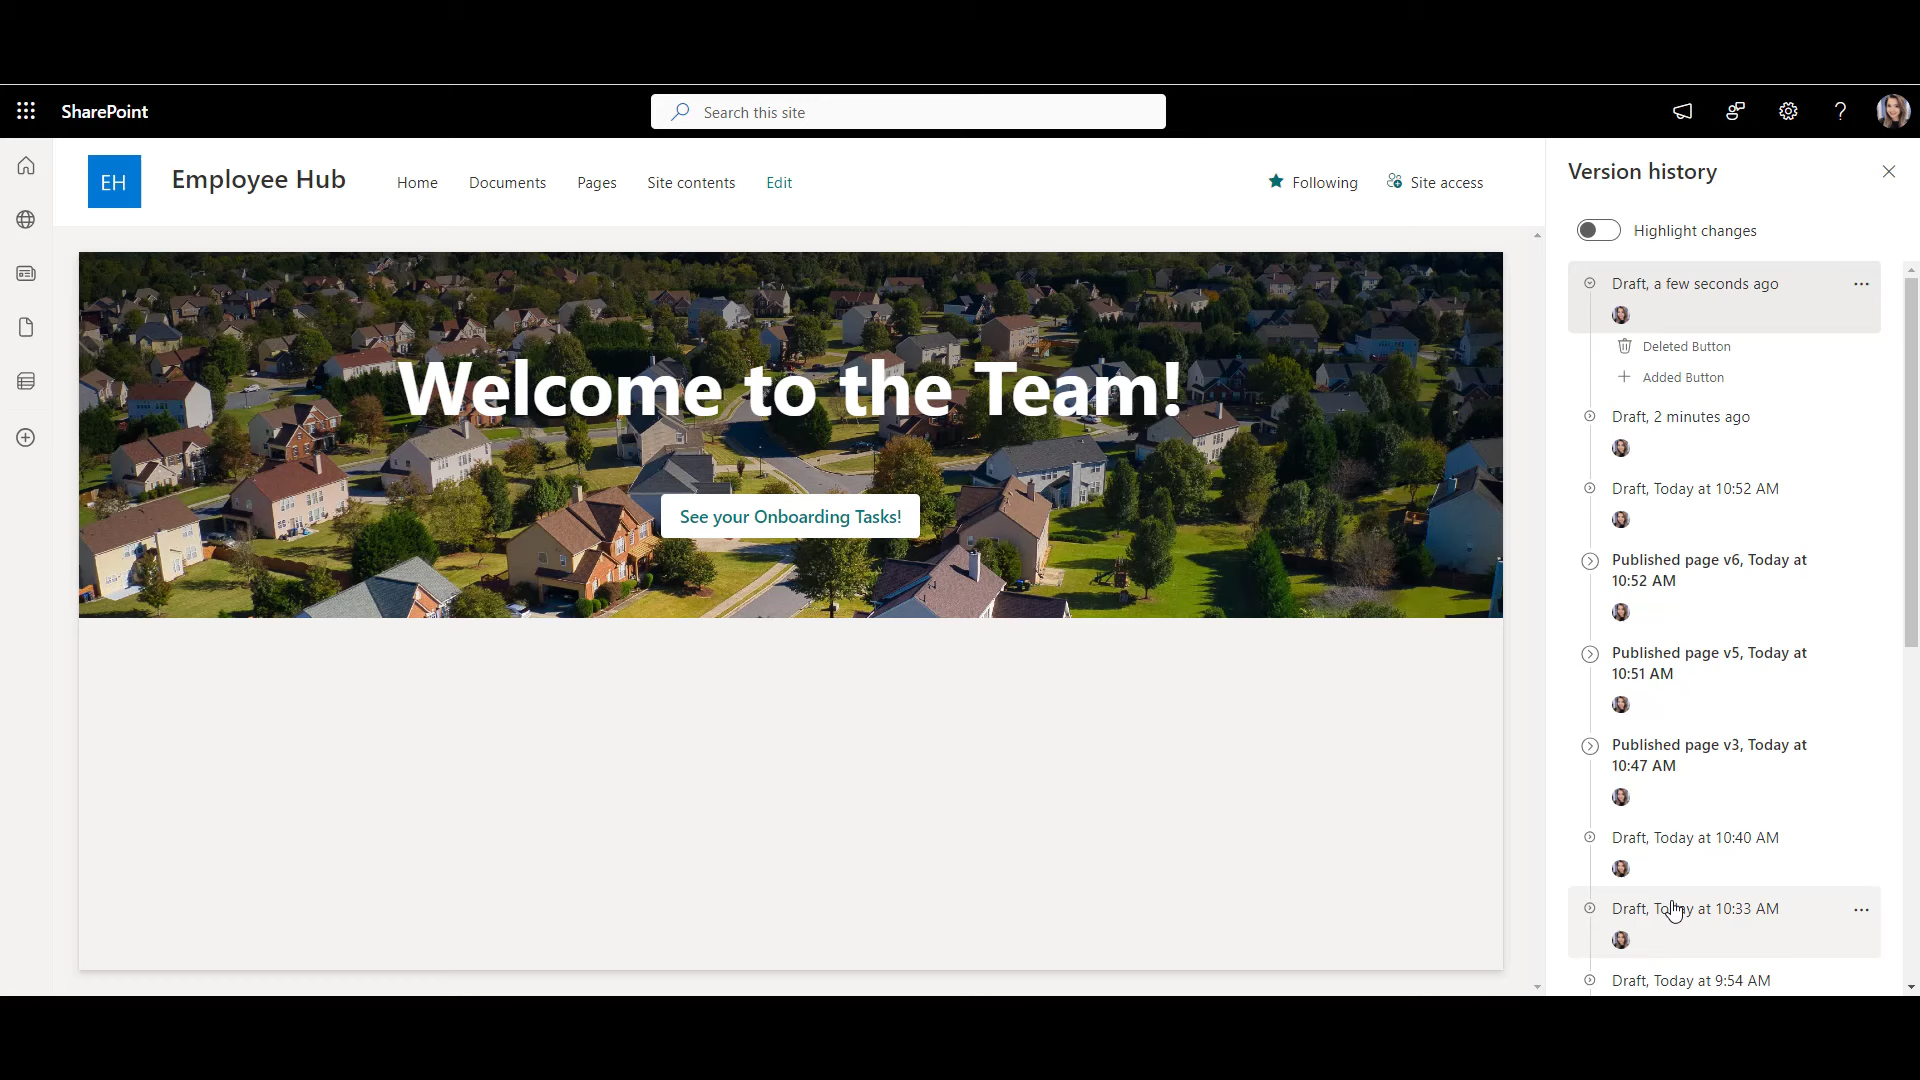 SharePoint
Search this site
?
EH
Employee Hub
Home
Documents
Pages
Site contents
Edit
Following
Site access
Welcome to the Team!
See your Onboarding Tasks!
Version history
Highlight changes
Draft, a few seconds ago
Deleted Button
Added Button
Draft, 2 minutes ago
Draft, Today at 10:52 AM
Published page v6, Today at
10:52 AM
Published page v5, Today at
10:51 AM
Published page v3, Today at
10:47 AM
Draft, Today at 10:40 AM
Draft, Today at 10:33 AM
Draft, Today at 9:54 AM